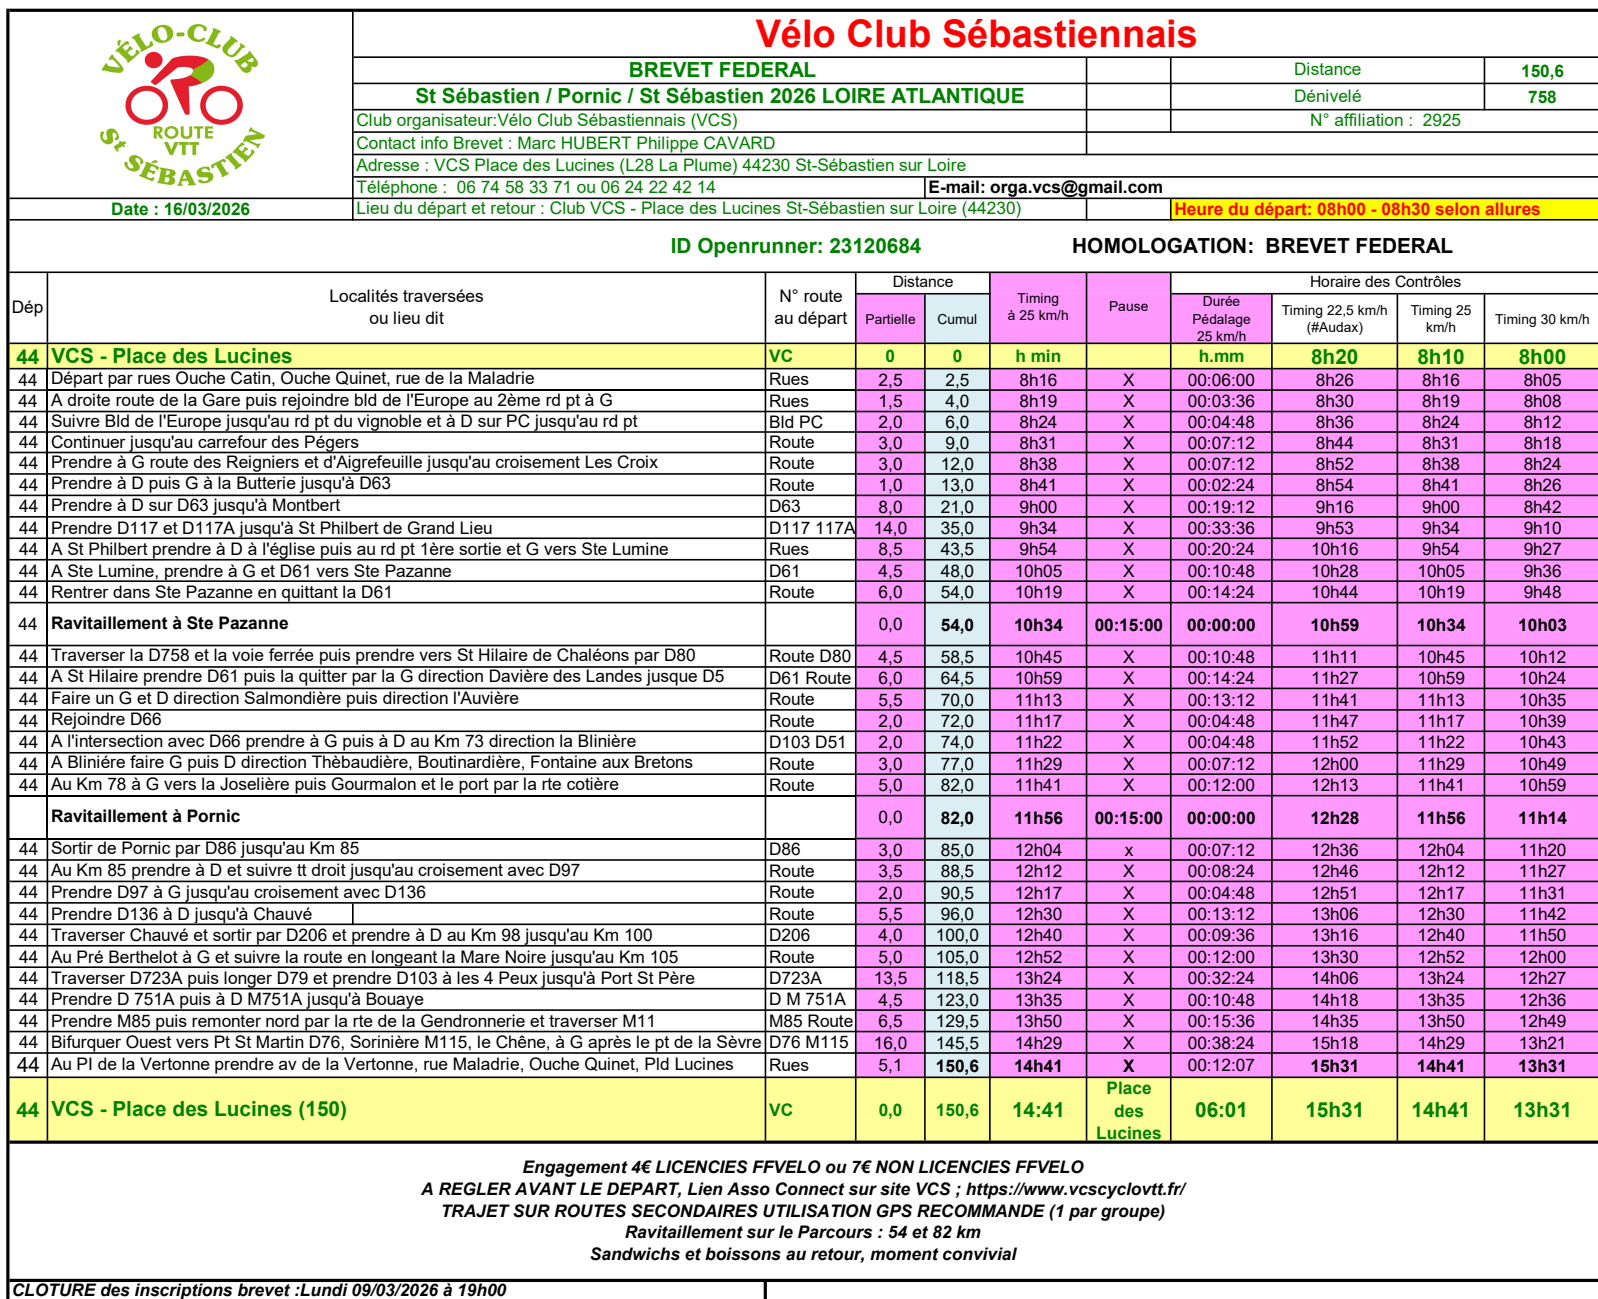 VÉLO-CLUB
ROUTE
VTT
St SÉBASTIEN
Date : 16/03/2026
Vélo Club Sébastiennais
BREVET FEDERAL Distance 150,6
St Sébastien / Pornic / St Sébastien 2026 LOIRE ATLANTIQUE Dénivelé 758
Club organisateur:Vélo Club Sébastiennais (VCS) N° affiliation : 2925
Contact info Brevet : Marc HUBERT Philippe CAVARD
Adresse : VCS Place des Lucines (L28 La Plume) 44230 St-Sébastien sur Loire
Téléphone : 06 74 58 33 71 ou 06 24 22 42 14 E-mail: orga.vcs@gmail.com
Lieu du départ et retour : Club VCS - Place des Lucines St-Sébastien sur Loire (44230) Heure du départ: 08h00 - 08h30 selon allures
ID Openrunner: 23120684 HOMOLOGATION: BREVET FEDERAL
Dép Localités traversées ou lieu dit N° route au départ Distance Partielle Cumul Timing à 25 km/h Pause Durée Pédalage 25 km/h Horaire des Contrôles Timing 22,5 km/h (#Audax) Timing 25 km/h Timing 30 km/h
44 VCS - Place des Lucines VC 0 0 h min h.mm 8h20 8h10 8h00
44 Départ par rues Ouche Catin, Ouche Quinet, rue de la Maladrie Rues 2,5 2,5 8h16 X 00:06:00 8h26 8h16 8h05
44 A droite route de la Gare puis rejoindre bld de l'Europe au 2ème rd pt à G Rues 1,5 4,0 8h19 X 00:03:36 8h30 8h19 8h08
44 Suivre Bld de l'Europe jusqu'au rd pt du vignoble et à D sur PC jusqu'au rd pt Bld PC 2,0 6,0 8h24 X 00:04:48 8h36 8h24 8h12
44 Continuer jusqu'au carrefour des Pégers Route 3,0 9,0 8h31 X 00:07:12 8h44 8h31 8h18
44 Prendre à G route des Reigniers et d'Aigrefeuille jusqu'au croisement Les Croix Route 3,0 12,0 8h38 X 00:07:12 8h52 8h38 8h24
44 Prendre à D puis G à la Butterie jusqu'à D63 Route 1,0 13,0 8h41 X 00:02:24 8h54 8h41 8h26
44 Prendre à D sur D63 jusqu'à Montbert D63 8,0 21,0 9h00 X 00:19:12 9h16 9h00 8h42
44 Prendre D117 et D117A jusqu'à St Philbert de Grand Lieu D117 117A 14,0 35,0 9h34 X 00:33:36 9h53 9h34 9h10
44 A St Philbert prendre à D à l'église puis au rd pt 1ère sortie et G vers Ste Lumine Rues 8,5 43,5 9h54 X 00:20:24 10h16 9h54 9h27
44 A Ste Lumine, prendre à G et D61 vers Ste Pazanne D61 4,5 48,0 10h05 X 00:10:48 10h28 10h05 9h36
44 Rentrer dans Ste Pazanne en quittant la D61 Route 6,0 54,0 10h19 X 00:14:24 10h44 10h19 9h48
44 Ravitaillement à Ste Pazanne 0,0 54,0 10h34 00:15:00 00:00:00 10h59 10h34 10h03
44 Traverser la D758 et la voie ferrée puis prendre vers St Hilaire de Chaléons par D80 Route D80 4,5 58,5 10h45 X 00:10:48 11h11 10h45 10h12
44 A St Hilaire prendre D61 puis la quitter par la G direction Davière des Landes jusque D5 D61 Route 6,0 64,5 10h59 X 00:14:24 11h27 10h59 10h24
44 Faire un G et D direction Salmondière puis direction l'Auvière Route 5,5 70,0 11h13 X 00:13:12 11h41 11h13 10h35
44 Rejoindre D66 Route 2,0 72,0 11h17 X 00:04:48 11h47 11h17 10h39
44 A l'intersection avec D66 prendre à G puis à D au Km 73 direction la Blinière D103 D51 2,0 74,0 11h22 X 00:04:48 11h52 11h22 10h43
44 A Bliniére faire G puis D direction Thèbaudière, Boutinardière, Fontaine aux Bretons Route 3,0 77,0 11h29 X 00:07:12 12h00 11h29 10h49
44 Au Km 78 à G vers la Joselière puis Gourmalon et le port par la rte cotière Route 5,0 82,0 11h41 X 00:12:00 12h13 11h41 10h59
Ravitaillement à Pornic 0,0 82,0 11h56 00:15:00 00:00:00 12h28 11h56 11h14
44 Sortir de Pornic par D86 jusqu'au Km 85 D86 3,0 85,0 12h04 x 00:07:12 12h36 12h04 11h20
44 Au Km 85 prendre à D et suivre tt droit jusqu'au croisement avec D97 Route 3,5 88,5 12h12 X 00:08:24 12h46 12h12 11h27
44 Prendre D97 à G jusqu'au croisement avec D136 Route 2,0 90,5 12h17 X 00:04:48 12h51 12h17 11h31
44 Prendre D136 à D jusqu'à Chauvé Route 5,5 96,0 12h30 X 00:13:12 13h06 12h30 11h42
44 Traverser Chauvé et sortir par D206 et prendre à D au Km 98 jusqu'au Km 100 D206 4,0 100,0 12h40 X 00:09:36 13h16 12h40 11h50
44 Au Pré Berthelot à G et suivre la route en longeant la Mare Noire jusqu'au Km 105 Route 5,0 105,0 12h52 X 00:12:00 13h30 12h52 12h00
44 Traverser D723A puis longer D79 et prendre D103 à les 4 Peux jusqu'à Port St Père D723A 13,5 118,5 13h24 X 00:32:24 14h06 13h24 12h27
44 Prendre D 751A puis à D M751A jusqu'à Bouaye D M 751A 4,5 123,0 13h35 X 00:10:48 14h18 13h35 12h36
44 Prendre M85 puis remonter nord par la rte de la Gendronnerie et traverser M11 M85 Route 6,5 129,5 13h50 X 00:15:36 14h35 13h50 12h49
44 Bifurquer Ouest vers Pt St Martin D76, Sorinière M115, le Chêne, à G après le pt de la Sèvre D76 M115 16,0 145,5 14h29 X 00:38:24 15h18 14h29 13h21
44 Au PI de la Vertonne prendre av de la Vertonne, rue Maladrie, Ouche Quinet, Pld Lucines Rues 5,1 150,6 14h41 X 00:12:07 15h31 14h41 13h31
44 VCS - Place des Lucines (150) VC 0,0 150,6 14:41 Place des Lucines 06:01 15h31 14h41 13h31
Engagement 4€ LICENCIES FFVELO ou 7€ NON LICENCIES FFVELO
A REGLER AVANT LE DEPART, Lien Asso Connect sur site VCS ; https://www.vcscyclovtt.fr/
TRAJET SUR ROUTES SECONDAIRES UTILISATION GPS RECOMMANDE (1 par groupe)
Ravitaillement sur le Parcours : 54 et 82 km
Sandwichs et boissons au retour, moment convivial
CLOTURE des inscriptions brevet :Lundi 09/03/2026 à 19h00